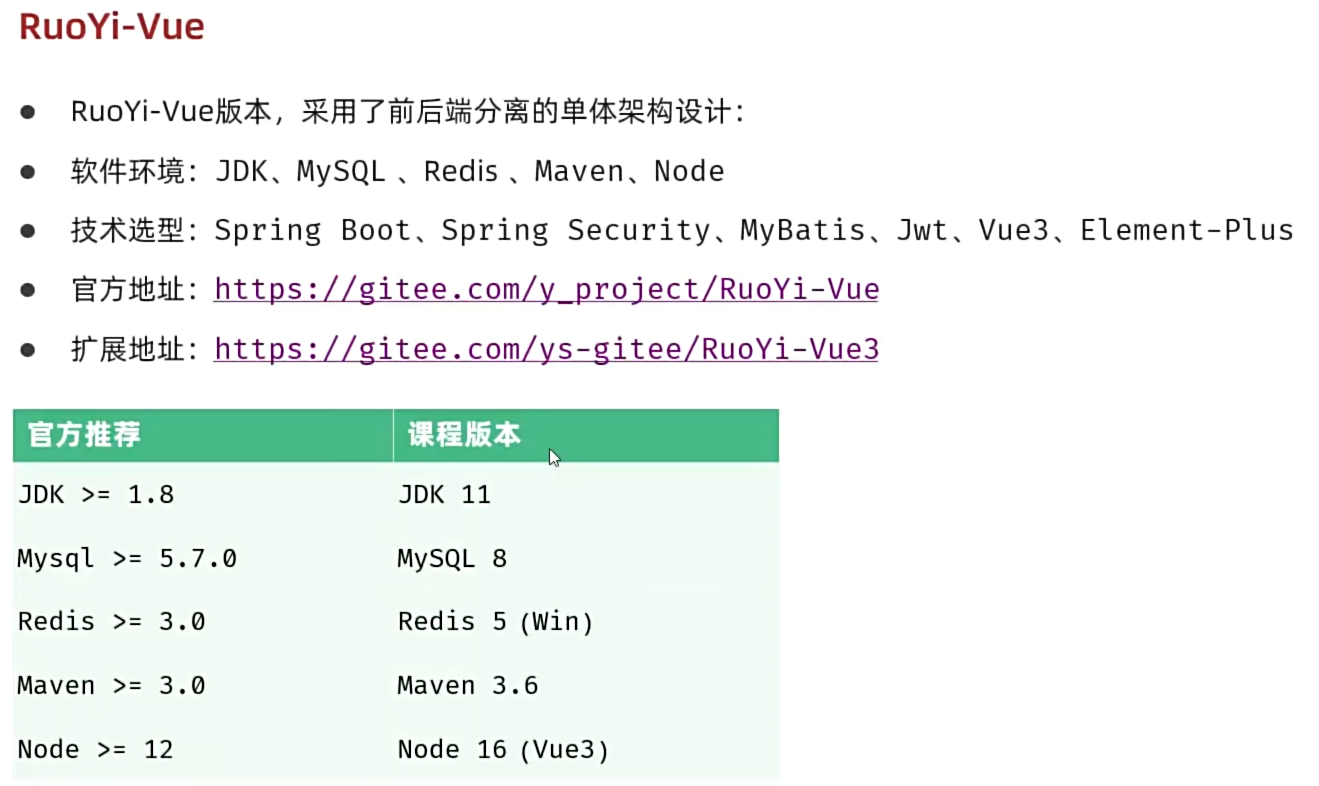 RuoYi-Vue
● RuoYi-Vue版本，采用了前后端分离的单体架构设计：
● 软件环境：JDK、MySQL 、Redis 、Maven、Node
● 技术选型：Spring Boot、Spring Security、MyBatis、Jwt、Vue3、Element-Plus
● 官方地址：https://gitee.com/y_project/RuoYi-Vue
● 扩展地址：https://gitee.com/ys-gitee/RuoYi-Vue3
官方推荐 课程版本
JDK >= 1.8 JDK 11
Mysql >= 5.7.0 MySQL 8
Redis >= 3.0 Redis 5（Win）
Maven >= 3.0 Maven 3.6
Node >= 12 Node 16（Vue3）